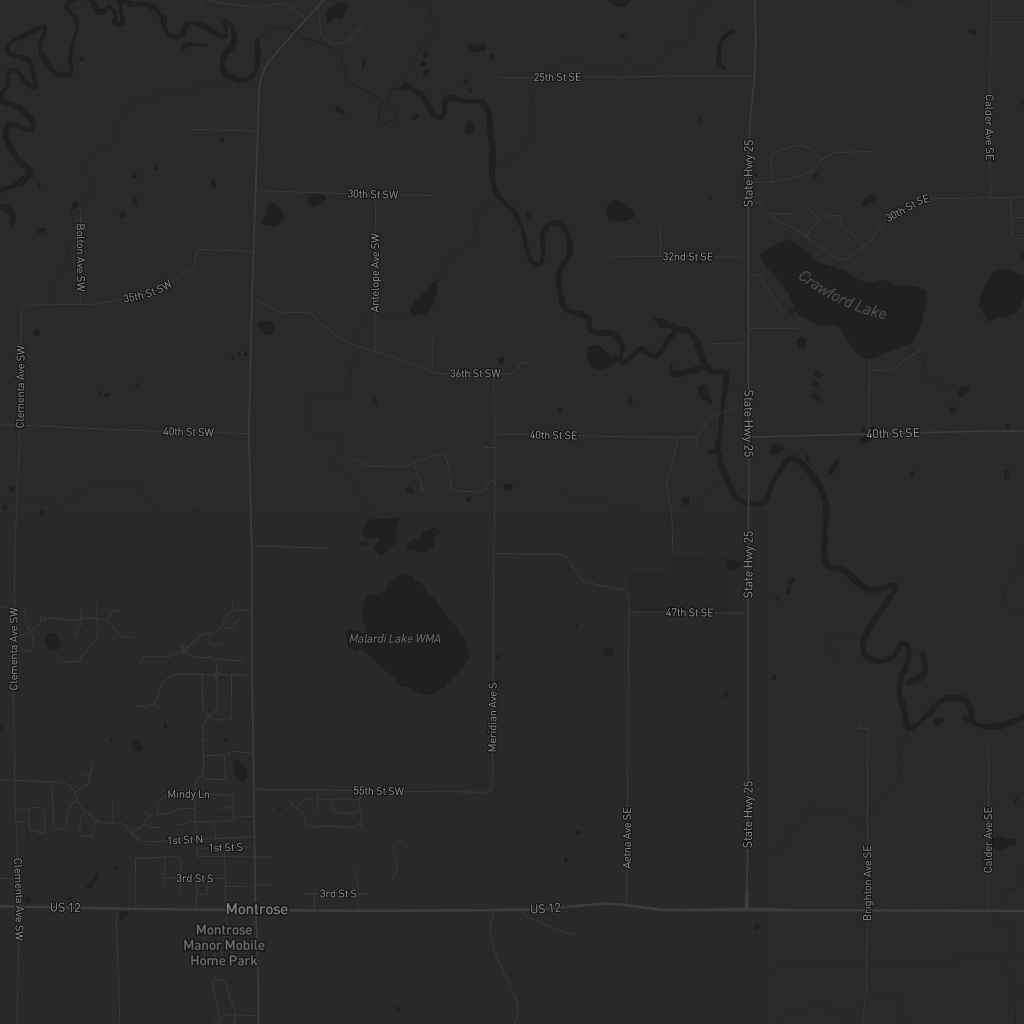 25th St SE
Calder Ave SE
State Hwy 25
30th St SW
30th St SE
Bolton Ave SW
Antelope Ave SW
32nd St SE
35th St SW
Crawford Lake
Clementa Ave SW
36th St SW
40th St SW
40th St SE
State Hwy 25
40th St SE
State Hwy 25
47th St SE
Clementa Ave SW
Malardi Lake WMA
Meridian Ave S
55th St SW
Mindy Ln
State Hwy 25
Aetna Ave SE
Calder Ave SE
1st St N
1st St S
Brighton Ave SE
3rd St S
3rd St S
Clementa Ave SW
US 12
Montrose
US 12
Montrose
Manor Mobile
Home Park